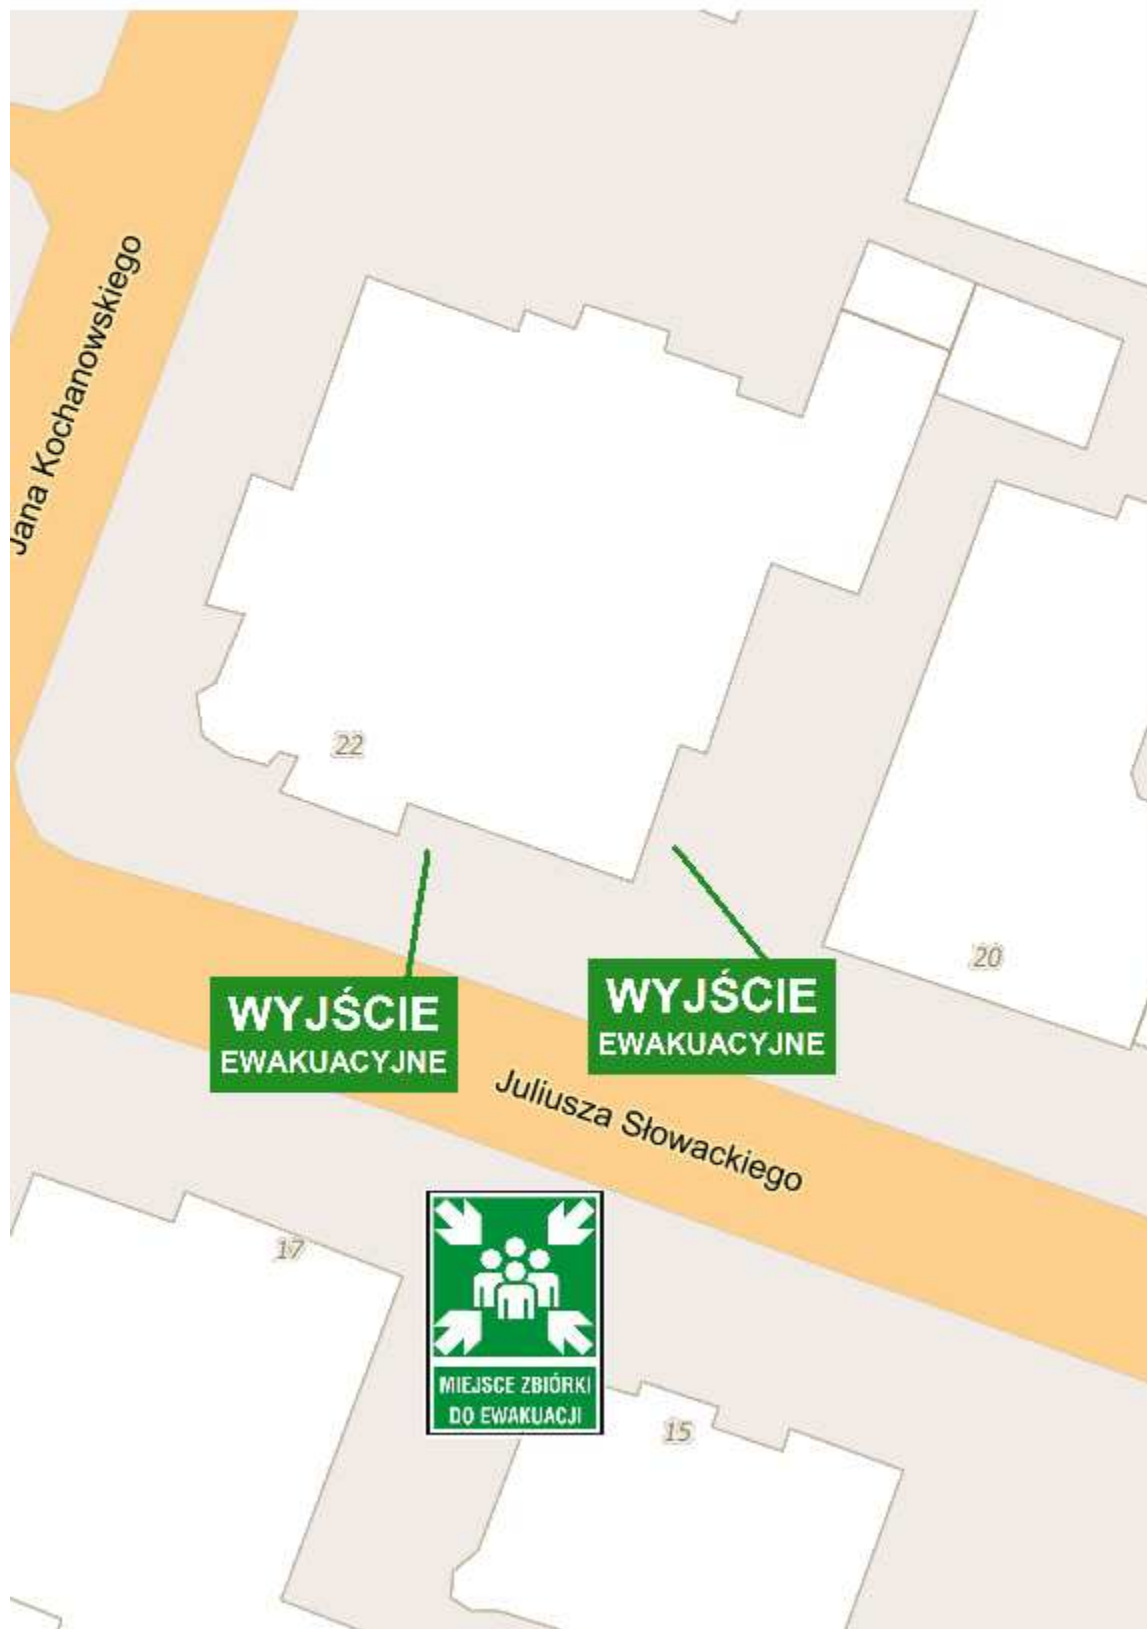 Jana Kochanowskiego
22
20
WYJŚCIE
EWAKUACYJNE
WYJŚCIE
EWAKUACYJNE
Juliusza Słowackiego
17
MIEJSCE ZBIÓRKI
DO EWAKUACJI
15